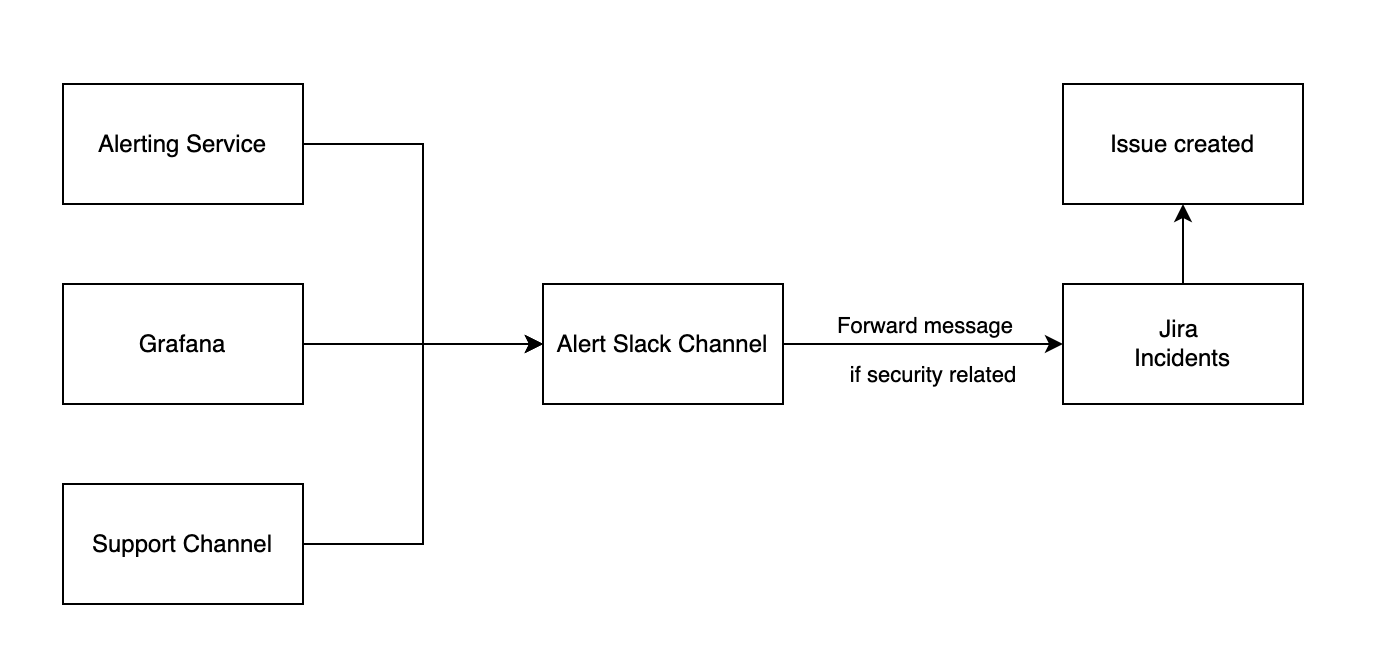 Alerting Service
Issue created
Grafana
Alert Slack Channel
Forward message
if security related
Jira
Incidents
Support Channel